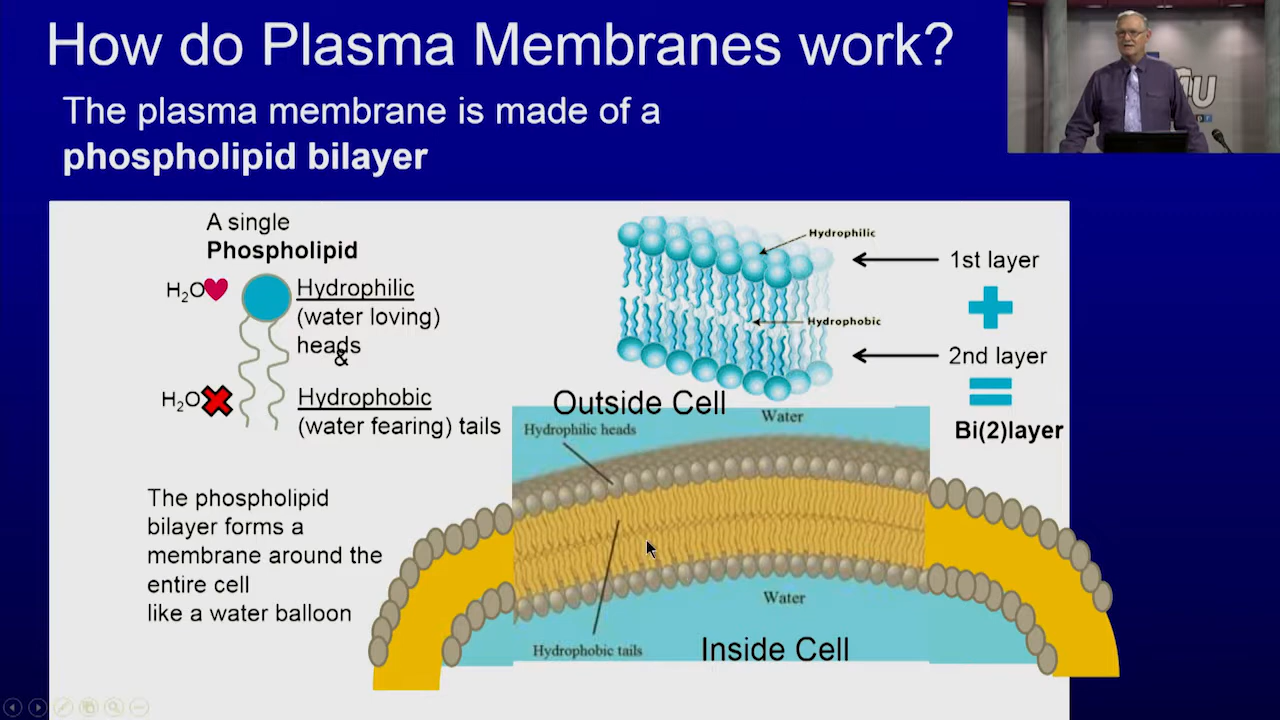 How do Plasma Membranes work?
The plasma membrane is made of a
phospholipid bilayer
A single
Phospholipid
H₂O
Hydrophilic
(water loving)
heads
&
H₂O
Hydrophobic
(water fearing) tails
The phospholipid
bilayer forms a
membrane around the
entire cell
like a water balloon
Hydrophilic
Hydrophobic
1st layer
2nd layer
Bi(2)layer
Outside Cell
Water
Hydrophilic heads
Water
Hydrophobic tails
Inside Cell